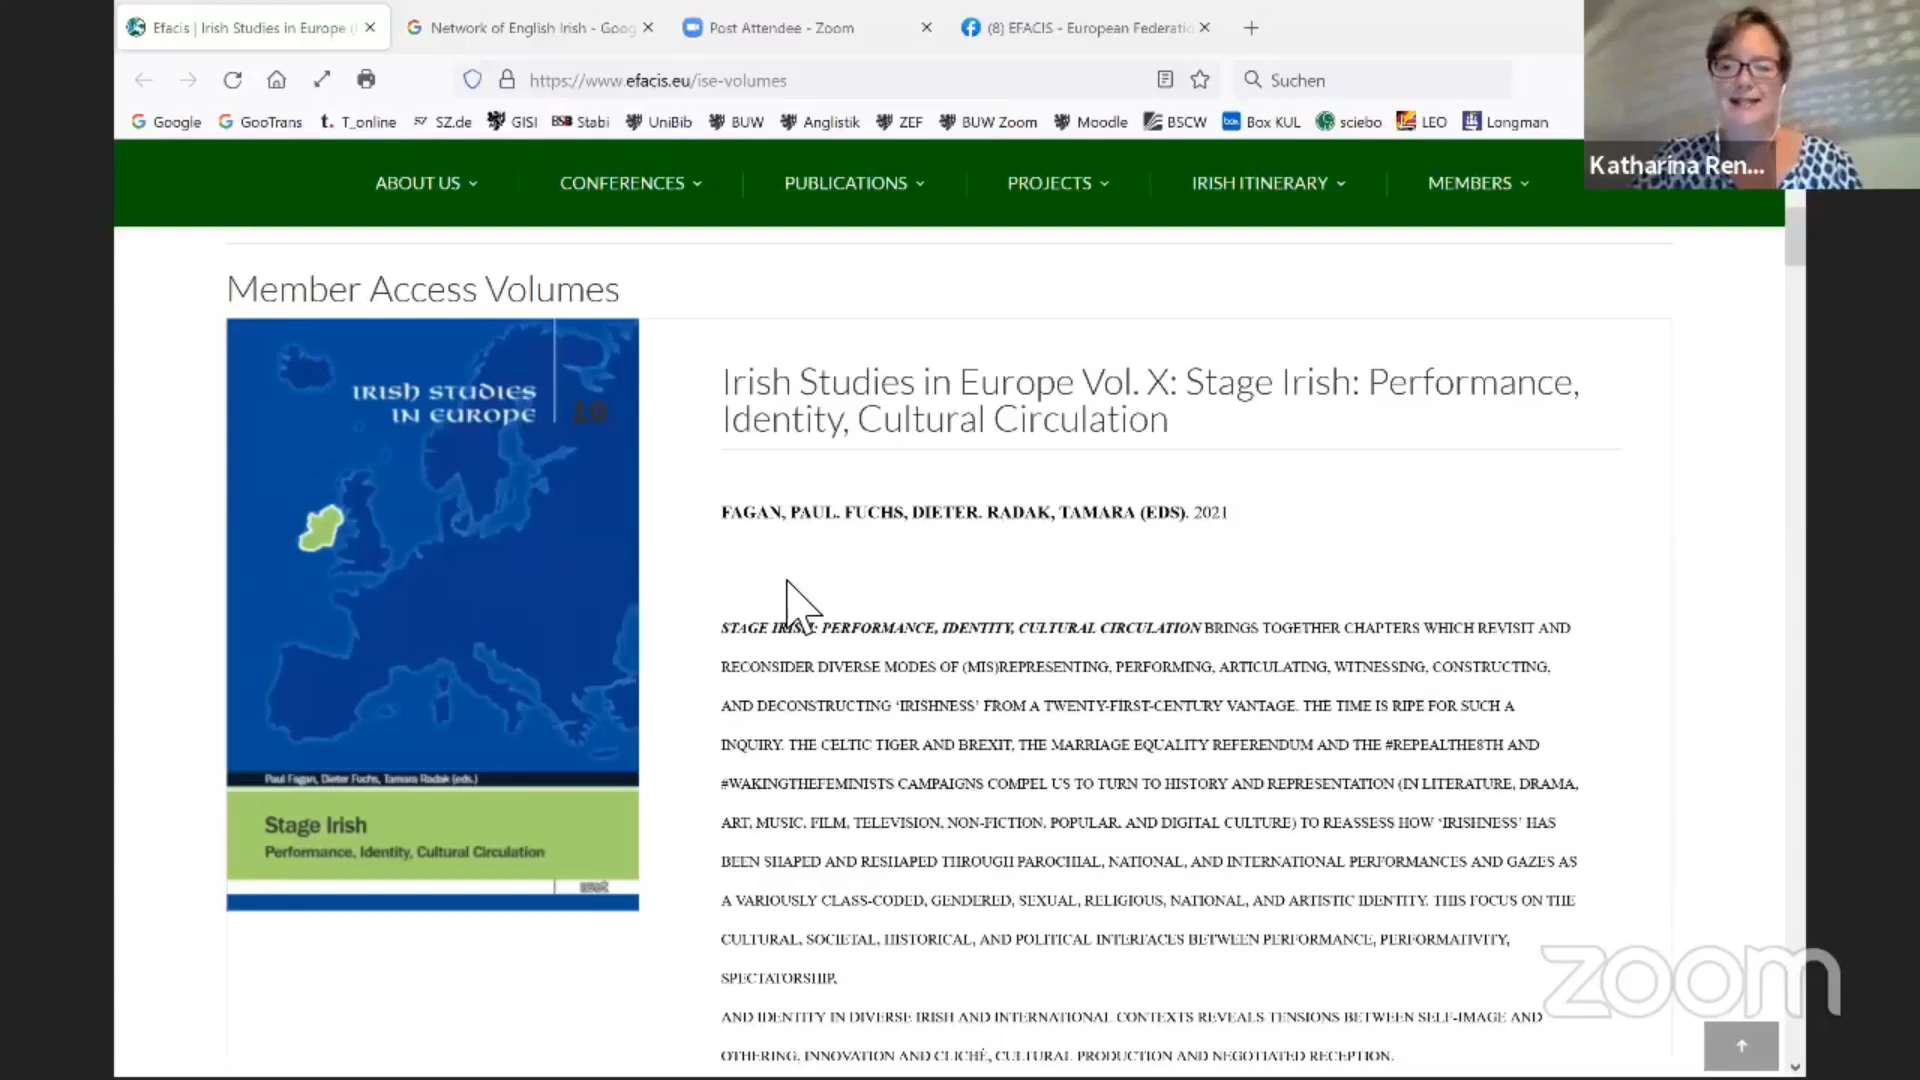 Efacis | Irish Studies in Europe (
Network of English Irish - Goog
Post Attendee - Zoom
(8) EFACIS - European Federatio
https://www.efacis.eu/ise-volumes
Suchen
Google
GooTrans
T_online
SZ.de
GISI
BSB Stabi
UniBib
BUW
Anglistik
ZEF
BUW Zoom
Moodle
BSCW
box Box KUL
sciebo
LEO
Longman
Katharina Ren...
ABOUT US
CONFERENCES
PUBLICATIONS
PROJECTS
IRISH ITINERARY
MEMBERS
Member Access Volumes
IRISH STUDIES
IN EUROPE
10
Paul Fagan, Dieter Fuchs, Tamara Radak (eds.)
Stage Irish
Performance, Identity, Cultural Circulation
Irish Studies in Europe Vol. X: Stage Irish: Performance,
Identity, Cultural Circulation
FAGAN, PAUL. FUCHS, DIETER. RADAK, TAMARA (EDS). 2021
STAGE IRISH: PERFORMANCE, IDENTITY, CULTURAL CIRCULATION BRINGS TOGETHER CHAPTERS WHICH REVISIT AND
RECONSIDER DIVERSE MODES OF (MIS)REPRESENTING, PERFORMING, ARTICULATING, WITNESSING, CONSTRUCTING,
AND DECONSTRUCTING ‘IRISHNESS’ FROM A TWENTY-FIRST-CENTURY VANTAGE. THE TIME IS RIPE FOR SUCH A
INQUIRY. THE CELTIC TIGER AND BREXIT, THE MARRIAGE EQUALITY REFERENDUM AND THE #REPEALTHE8TH AND
#WAKINGTHEFEMINISTS CAMPAIGNS COMPEL US TO TURN TO HISTORY AND REPRESENTATION (IN LITERATURE, DRAMA,
ART, MUSIC, FILM, TELEVISION, NON-FICTION, POPULAR, AND DIGITAL CULTURE) TO REASSESS HOW ‘IRISHNESS’ HAS
BEEN SHAPED AND RESHAPED THROUGH PAROCHIAL, NATIONAL, AND INTERNATIONAL PERFORMANCES AND GAZES AS
A VARIOUSLY CLASS-CODED, GENDERED, SEXUAL, RELIGIOUS, NATIONAL, AND ARTISTIC IDENTITY. THIS FOCUS ON THE
CULTURAL, SOCIETAL, HISTORICAL, AND POLITICAL INTERFACES BETWEEN PERFORMANCE, PERFORMATIVITY,
SPECTATORSHIP,
AND IDENTITY IN DIVERSE IRISH AND INTERNATIONAL CONTEXTS REVEALS TENSIONS BETWEEN SELF-IMAGE AND
OTHERING, INNOVATION AND CLICHÉ, CULTURAL PRODUCTION AND NEGOTIATED RECEPTION.
zoom